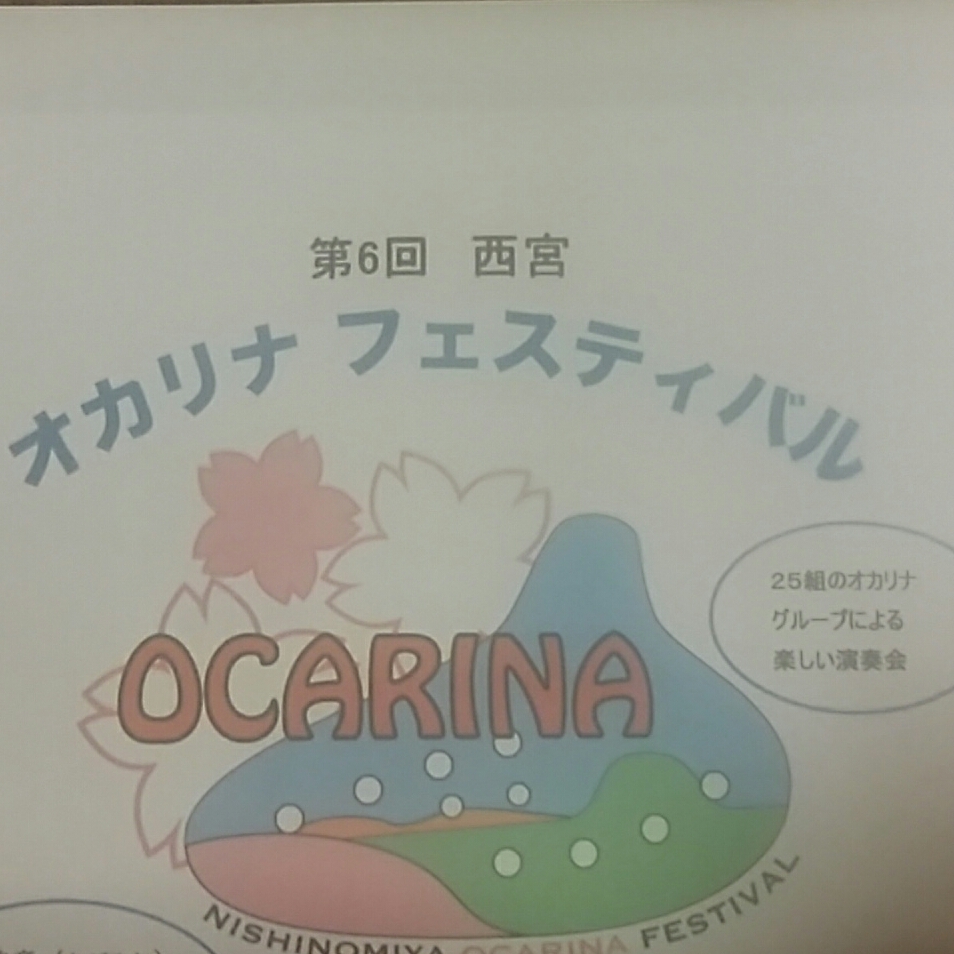 第6回 西宮
オカリナ フェスティバル
OCARINA
25組のオカリナ
グループによる
楽しい演奏会
NISHINOMIYA OCARINA FESTIVAL